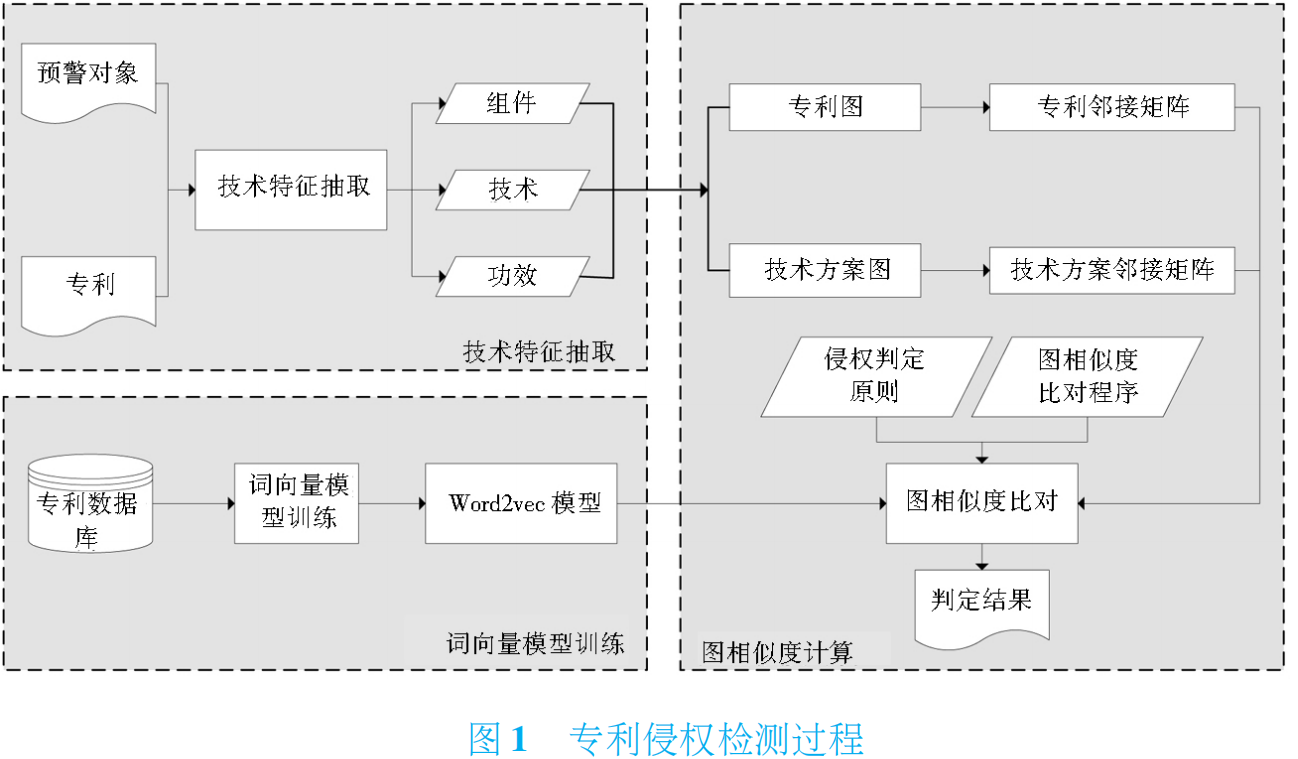 预警对象
专利
技术特征抽取
组件
技术
功效
技术特征抽取
专利图
专利邻接矩阵
技术方案图
技术方案邻接矩阵
侵权判定
原则
图相似度
比对程序
专利数据
库
词向量模
型训练
Word2vec 模型
词向量模型训练
图相似度比对
判定结果
图相似度计算
图 1 专利侵权检测过程